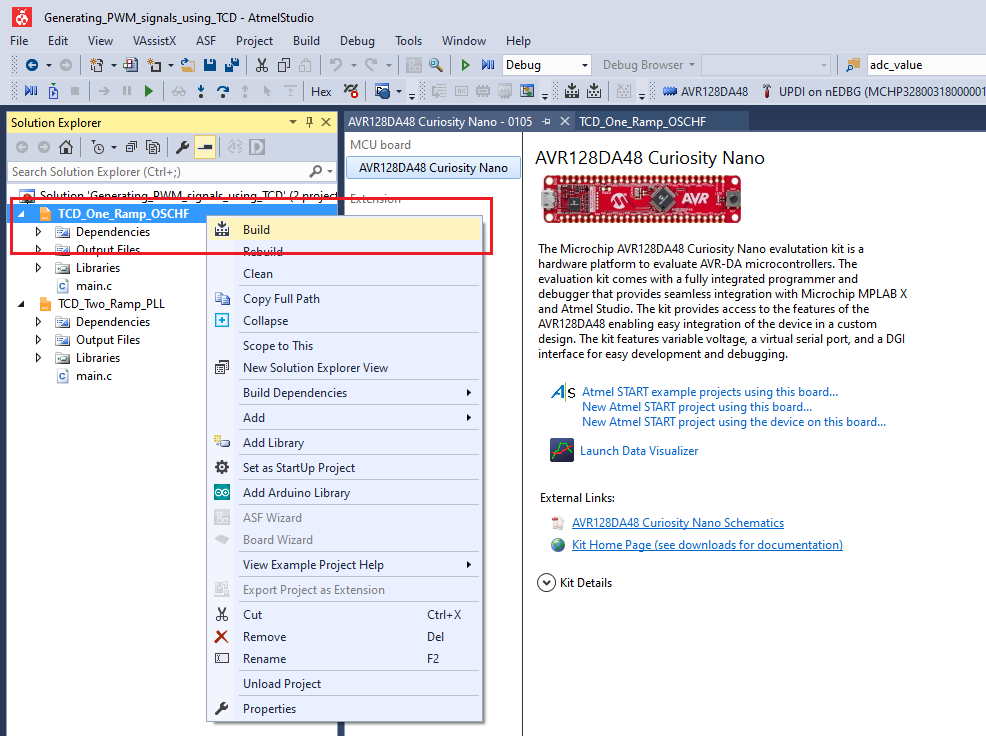 Generating_PWM_signals_using_TCD - AtmelStudio
File Edit View VAssistX ASF Project Build Debug Tools Window Help
Debug Debug Browser adc_value
Hex AVR128DA48 UPDI on nEDBG (MCHP3280031800001
Solution Explorer
Search Solution Explorer (Ctrl+;)
Solution 'Generating_PWM_signals_using_TCD' (2 project
TCD_One_Ramp_OSCHF
Dependencies
Output Files
Libraries
main.c
TCD_Two_Ramp_PLL
Dependencies
Output Files
Libraries
main.c
Build
Rebuild
Clean
Copy Full Path
Collapse
Scope to This
New Solution Explorer View
Build Dependencies
Add
Add Library
Set as StartUp Project
Add Arduino Library
ASF Wizard
Board Wizard
View Example Project Help
Export Project as Extension
Cut Ctrl+X
Remove Del
Rename F2
Unload Project
Properties
AVR128DA48 Curiosity Nano - 0105 TCD_One_Ramp_OSCHF
MCU board
AVR128DA48 Curiosity Nano
Extension
AVR128DA48 Curiosity Nano
AVR
The Microchip AVR128DA48 Curiosity Nano evalutation kit is a
hardware platform to evaluate AVR-DA microcontrollers. The
evaluation kit comes with a fully integrated programmer and
debugger that provides seamless integration with Microchip MPLAB X
and Atmel Studio. The kit provides access to the features of the
AVR128DA48 enabling easy integration of the device in a custom
design. The kit features variable voltage, a virtual serial port, and a DGI
interface for easy development and debugging.
Atmel START example projects using this board...
New Atmel START project using this board...
New Atmel START project using the device on this board...
Launch Data Visualizer
External Links:
AVR128DA48 Curiosity Nano Schematics
Kit Home Page (see downloads for documentation)
Kit Details